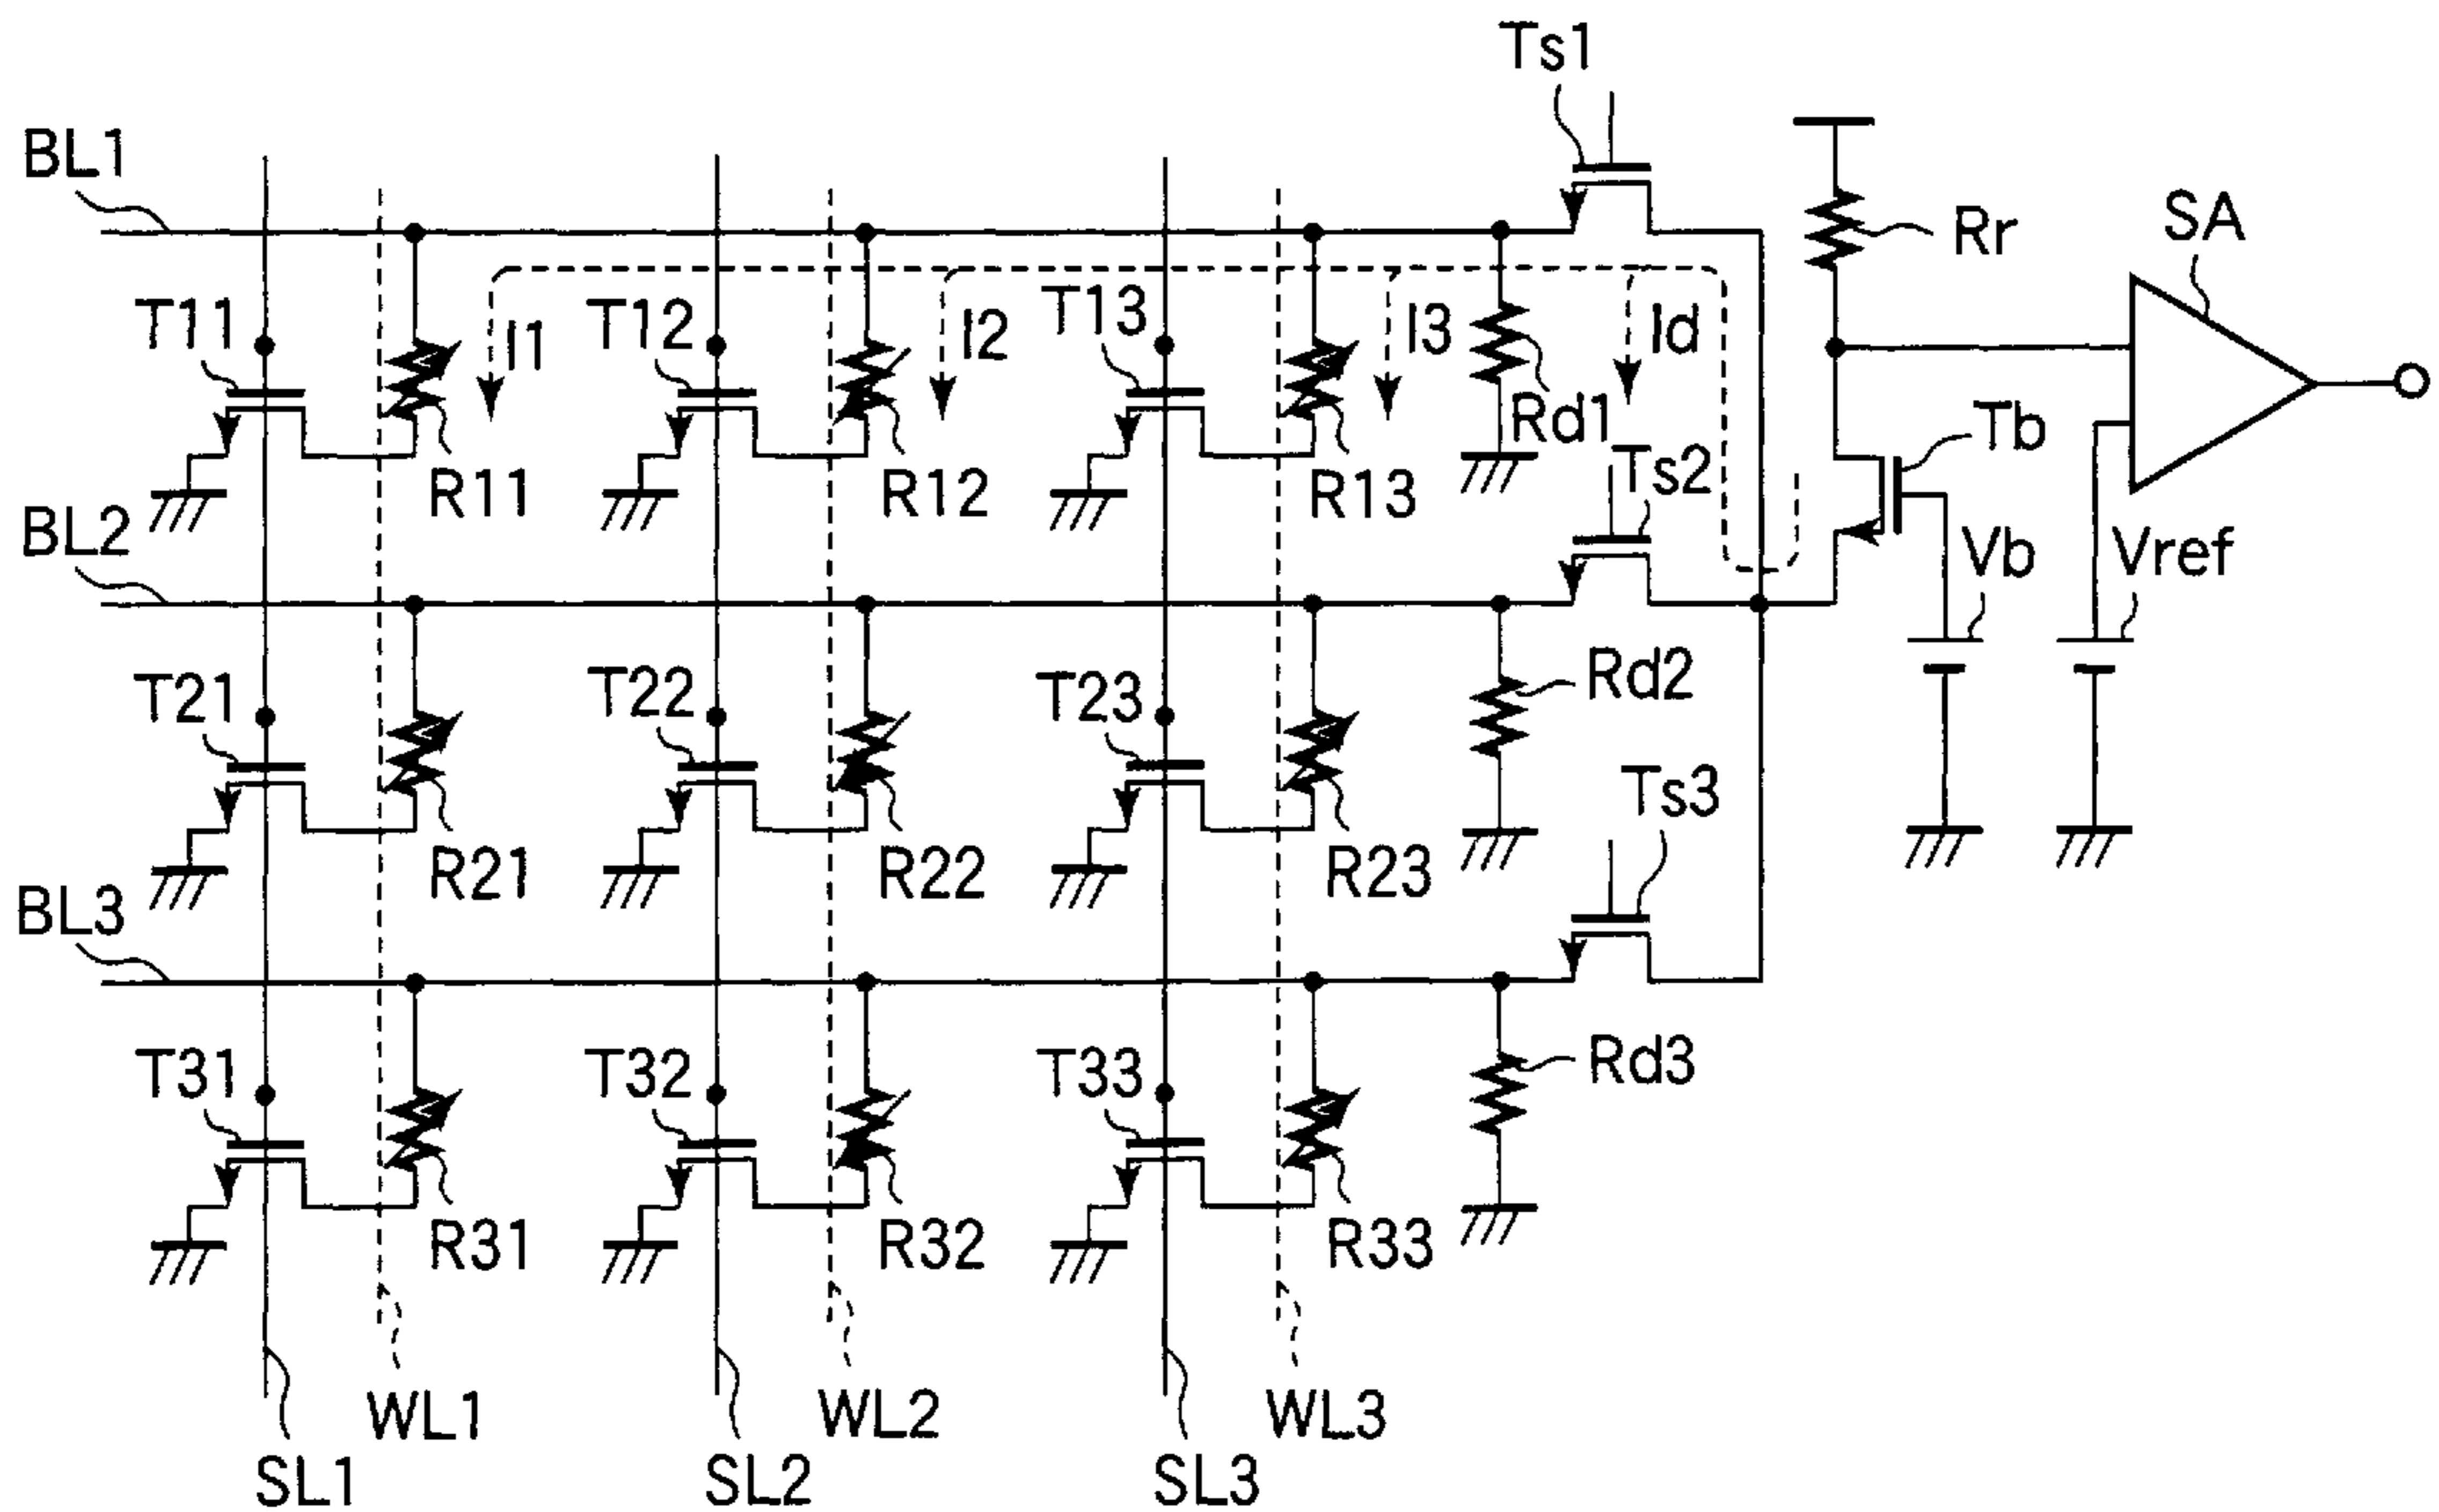 Ts1
BL1
Rr
SA
T11
I1
T12
I2
T13
I3
Id
Rd1
Tb
R11
R12
R13
Ts2
BL2
Vb
Vref
T21
T22
T23
Rd2
Ts3
R21
R22
R23
BL3
T31
T32
T33
Rd3
R31
R32
R33
WL1
WL2
WL3
SL1
SL2
SL3